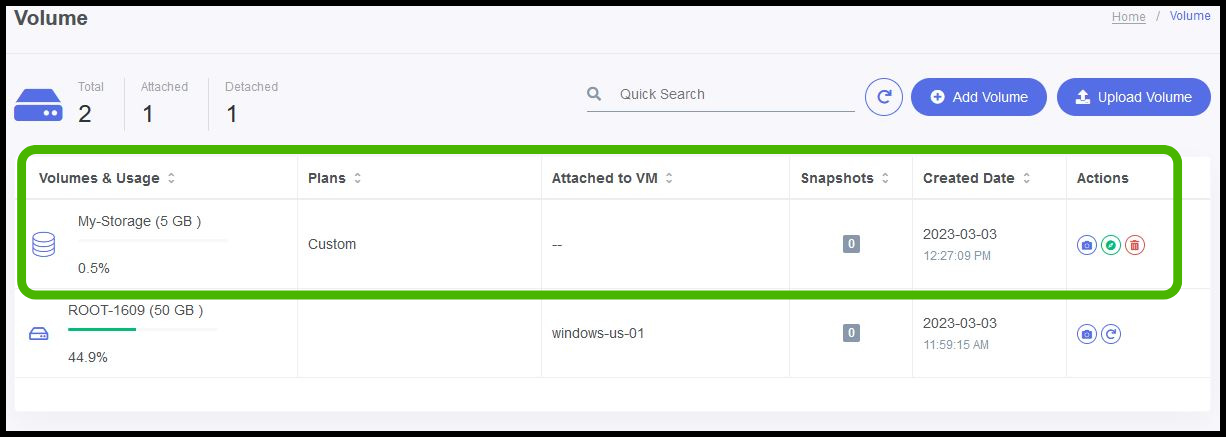 Volume
Home / Volume
Total Attached Detached
2 1 1
Quick Search
Add Volume
Upload Volume
Volumes & Usage Plans Attached to VM Snapshots Created Date Actions
My-Storage (5 GB )
Custom -- 0 2023-03-03
12:27:09 PM
0.5%
ROOT-1609 (50 GB )
windows-us-01 0 2023-03-03
11:59:15 AM
44.9%